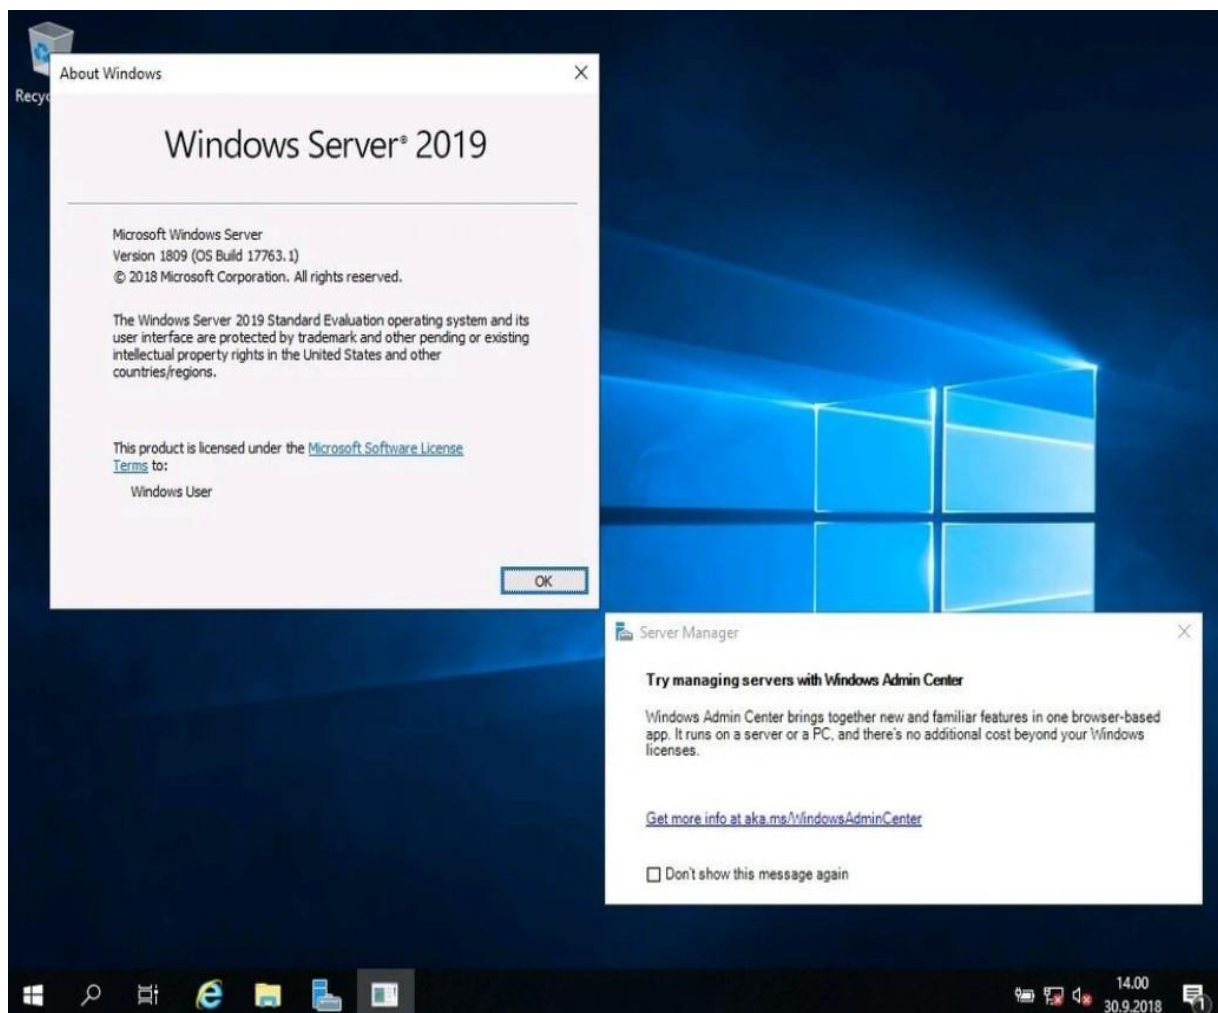 Recyc
About Windows
Windows Server® 2019
Microsoft Windows Server
Version 1809 (OS Build 17763.1)
© 2018 Microsoft Corporation. All rights reserved.
The Windows Server 2019 Standard Evaluation operating system and its
user interface are protected by trademark and other pending or existing
intellectual property rights in the United States and other
countries/regions.
This product is licensed under the Microsoft Software License
Terms to:
Windows User
OK
Server Manager
Try managing servers with Windows Admin Center
Windows Admin Center brings together new and familiar features in one browser-based
app. It runs on a server or a PC, and there's no additional cost beyond your Windows
licenses.
Get more info at aka.ms/WindowsAdminCenter
Don't show this message again
14.00
30.9.2018
1